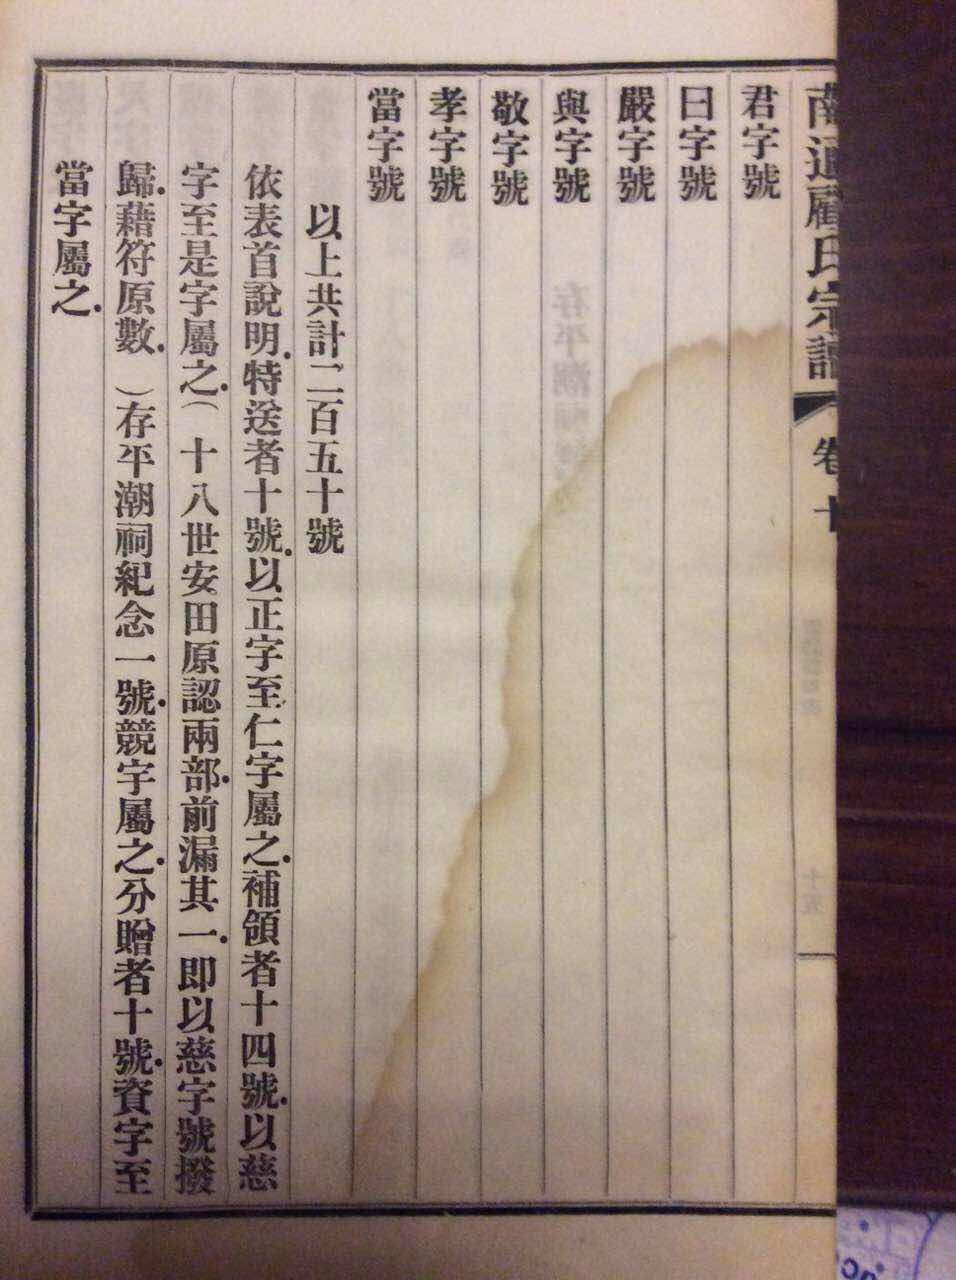 南通顧氏宗譜 卷十
君字號
曰字號
嚴字號
與字號
敬字號
孝字號
當字號
以上共計二百五十號
依表首說明.特送者十號.以正字至仁字屬之.補領者十四號.以慈
字至是字屬之.（十八世安田原認兩部.前漏其一.即以慈字號撥
歸.藉符原數.）存平潮祠紀念一號.競字屬之.分贈者十號.資字至
當字屬之.